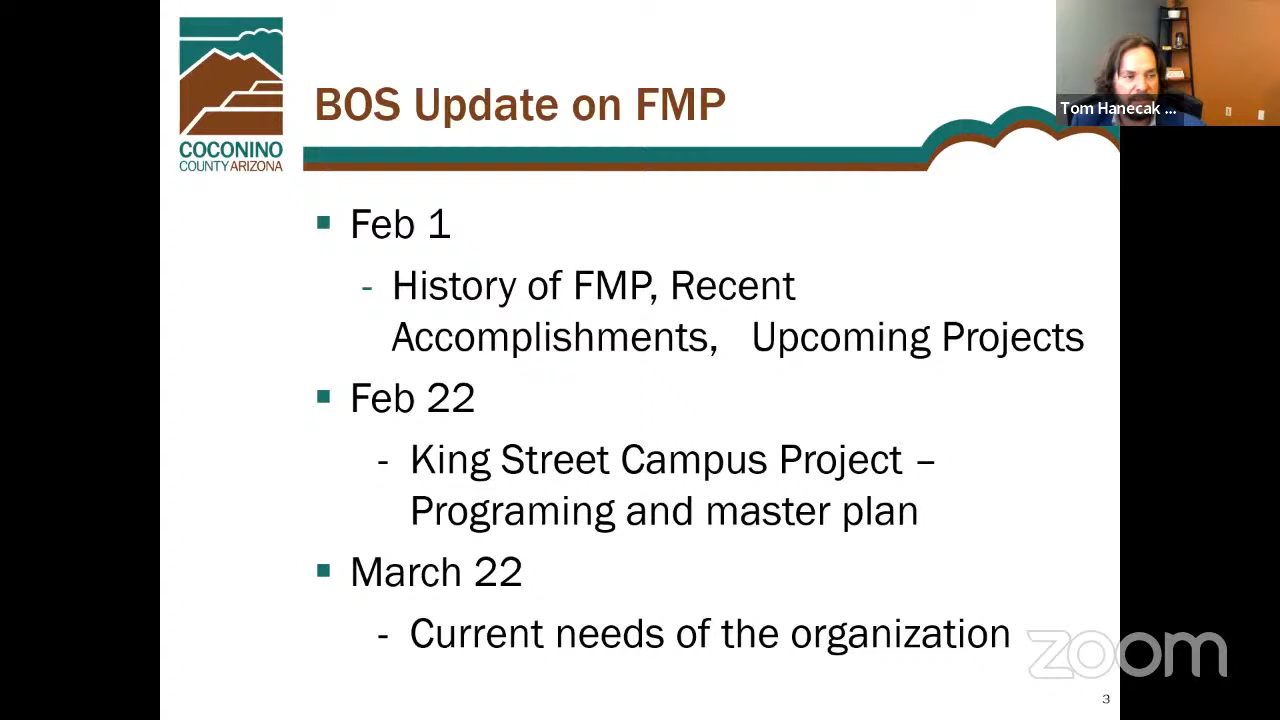 Tom Hanecak ...
COCONINO
COUNTY ARIZONA
BOS Update on FMP
Feb 1
- History of FMP, Recent
Accomplishments, Upcoming Projects
Feb 22
- King Street Campus Project –
Programing and master plan
March 22
- Current needs of the organization
zoom
3